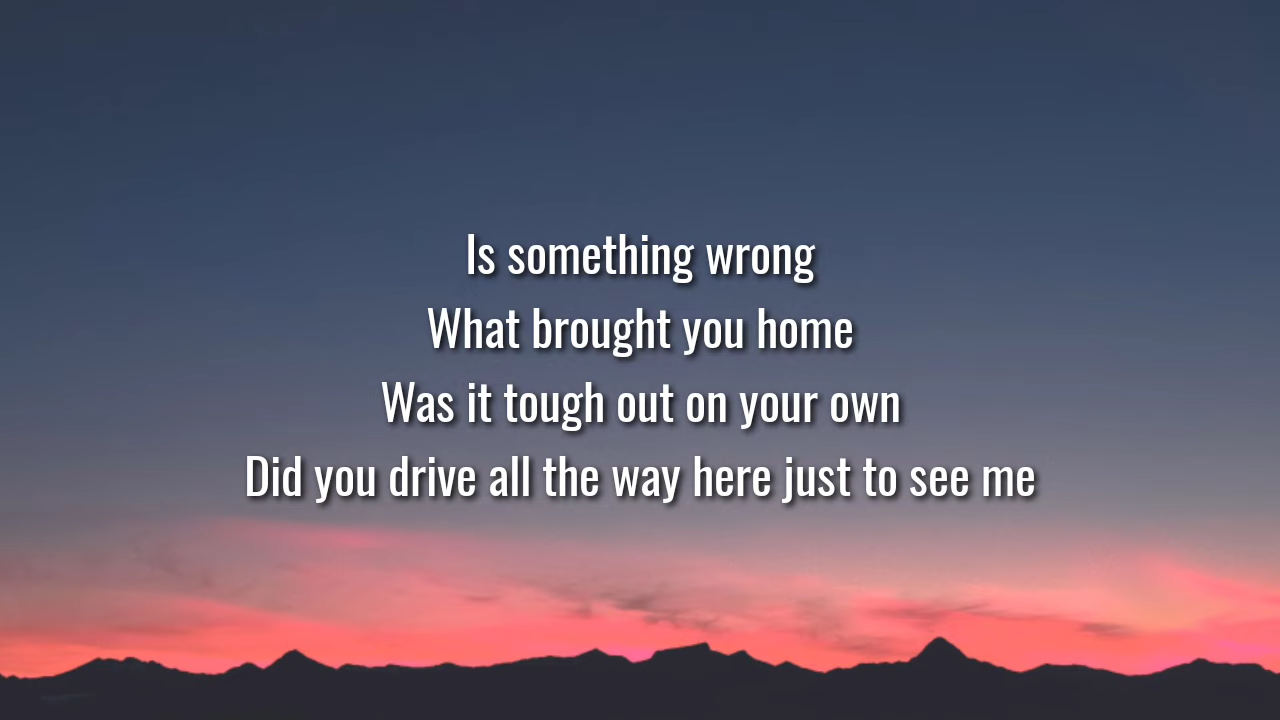 Is something wrong
What brought you home
Was it tough out on your own
Did you drive all the way here just to see me